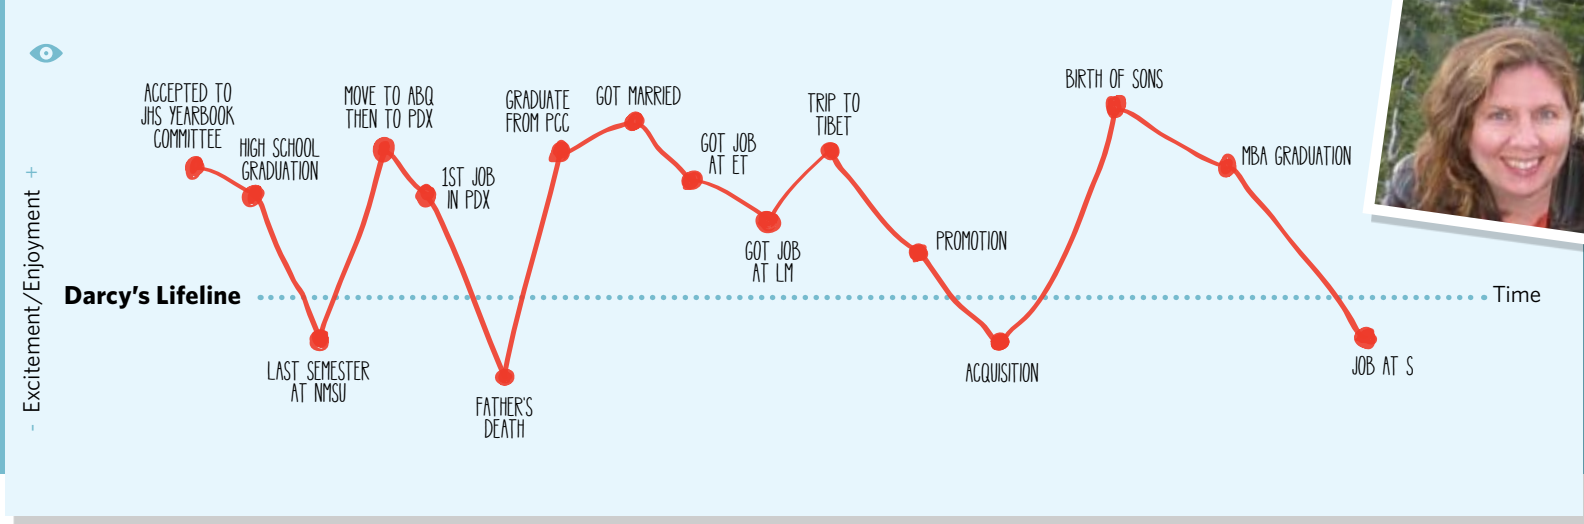 ACCEPTED TO
JHS YEARBOOK
COMMITTEE
HIGH SCHOOL
GRADUATION
LAST SEMESTER
AT NMSU
MOVE TO ABQ
THEN TO PDX
1ST JOB
IN PDX
FATHER'S
DEATH
GRADUATE
FROM PCC
GOT MARRIED
GOT JOB
AT ET
GOT JOB
AT LM
TRIP TO
TIBET
PROMOTION
ACQUISITION
BIRTH OF SONS
MBA GRADUATION
JOB AT S
- Excitement/Enjoyment +
Darcy's Lifeline
Time